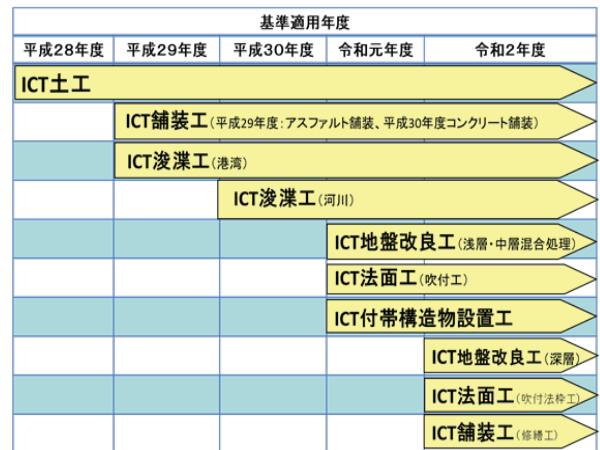 基準適用年度
平成28年度 平成29年度 平成30年度 令和元年度 令和2年度
ICT土工
ICT舗装工(平成29年度:アスファルト舗装、平成30年度コンクリート舗装)
ICT浚渫工(港湾)
ICT浚渫工(河川)
ICT地盤改良工(浅層・中層混合処理)
ICT法面工(吹付工)
ICT付帯構造物設置工
ICT地盤改良工(深層)
ICT法面工(吹付法枠工)
ICT舗装工(修繕工)